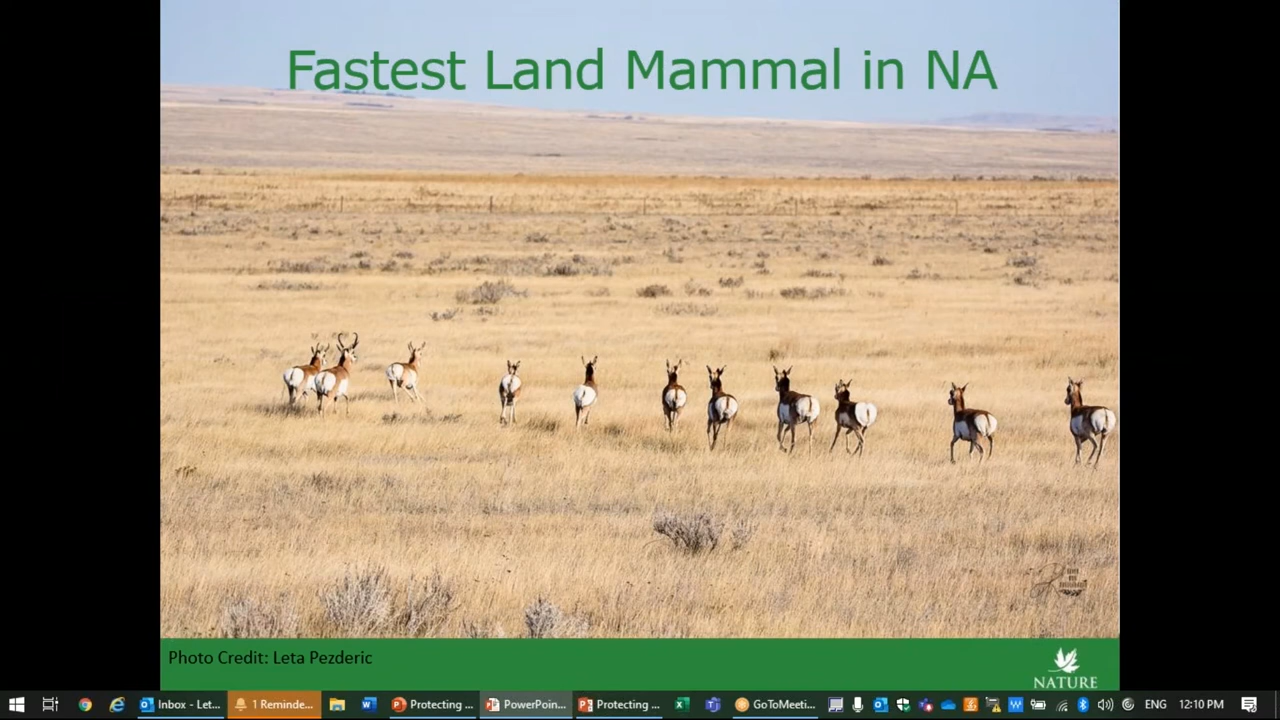 Fastest Land Mammal in NA
Photo Credit: Leta Pezderic
NATURE
Inbox - Let...
1 Reminde...
Protecting ...
PowerPoin...
Protecting ...
GoToMeeti...
ENG
12:10 PM